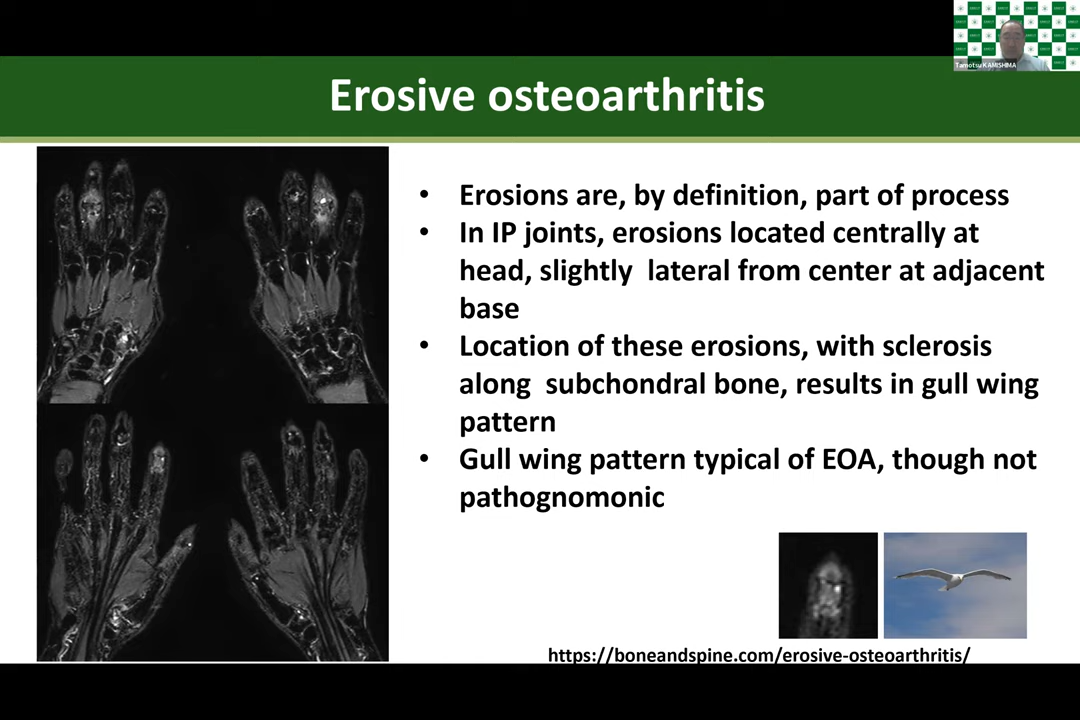 Tamotsu KAMISHIMA
Erosive osteoarthritis
• Erosions are, by definition, part of process
• In IP joints, erosions located centrally at
head, slightly lateral from center at adjacent
base
• Location of these erosions, with sclerosis
along subchondral bone, results in gull wing
pattern
• Gull wing pattern typical of EOA, though not
pathognomonic
https://boneandspine.com/erosive-osteoarthritis/